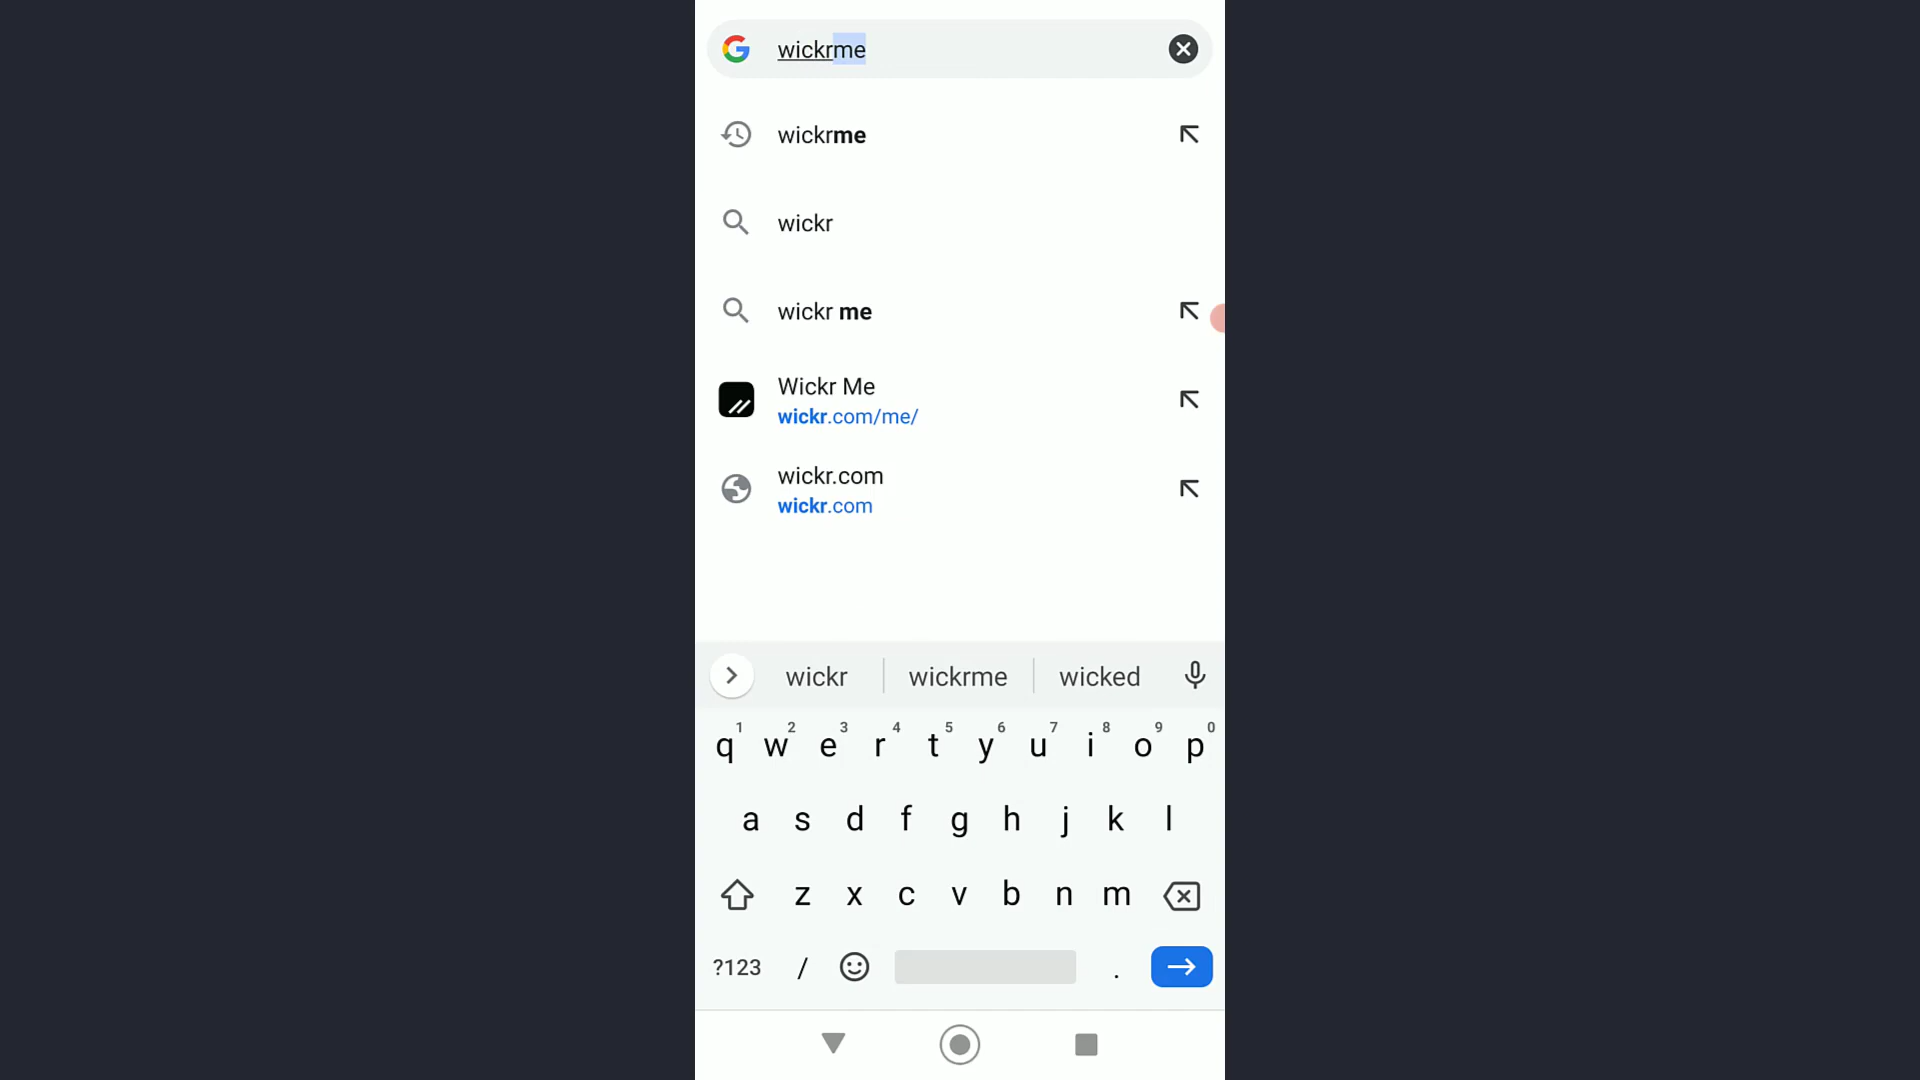 wickrme
wickrme
wickr
wickr me
Wickr Me
wickr.com/me/
wickr.com
wickr.com
wickr wickrme wicked
1 2 3 4 5 6 7 8 9 0
q w e r t y u i o p
a s d f g h j k l
z x c v b n m
?123 / .